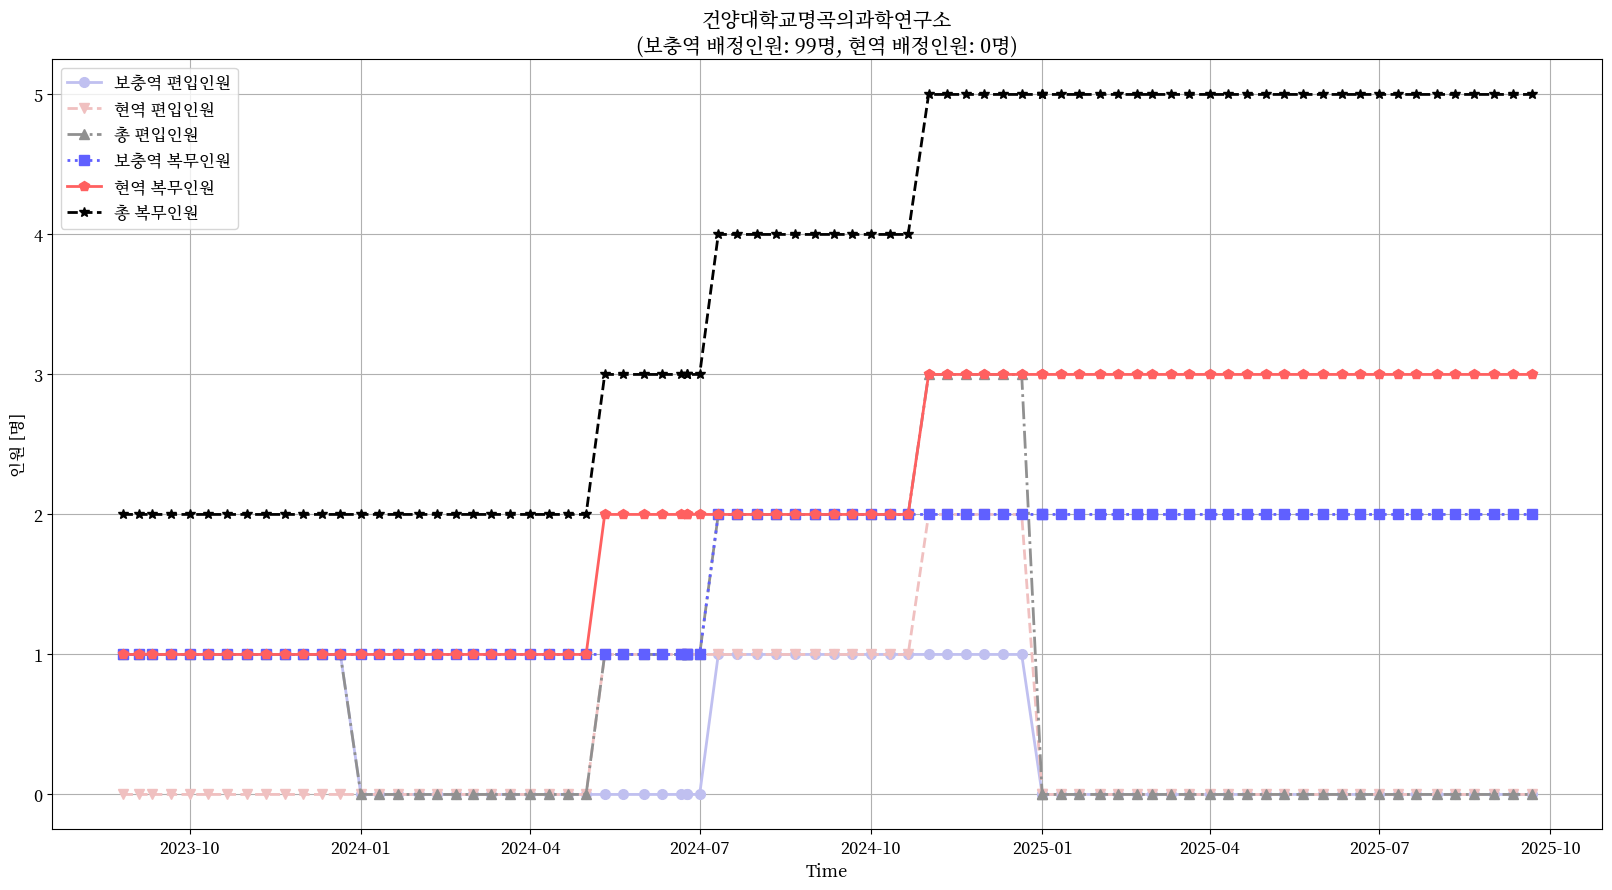 건양대학교명곡의과학연구소
(보충역 배정인원: 99명, 현역 배정인원: 0명)
보충역 편입인원
현역 편입인원
총 편입인원
보충역 복무인원
현역 복무인원
총 복무인원
인원 [명]
5
4
3
2
1
0
2023-10 2024-01 2024-04 2024-07 2024-10 2025-01 2025-04 2025-07 2025-10
Time